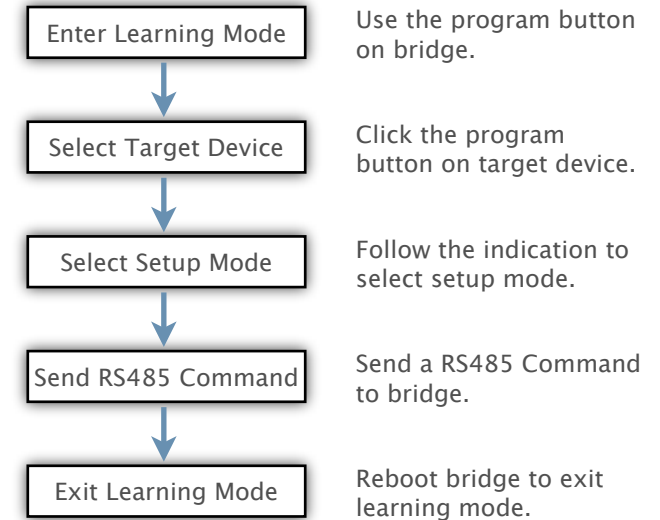 Enter Learning Mode
Use the program button
on bridge.
Select Target Device
Click the program
button on target device.
Select Setup Mode
Follow the indication to
select setup mode.
Send RS485 Command
Send a RS485 Command
to bridge.
Exit Learning Mode
Reboot bridge to exit
learning mode.